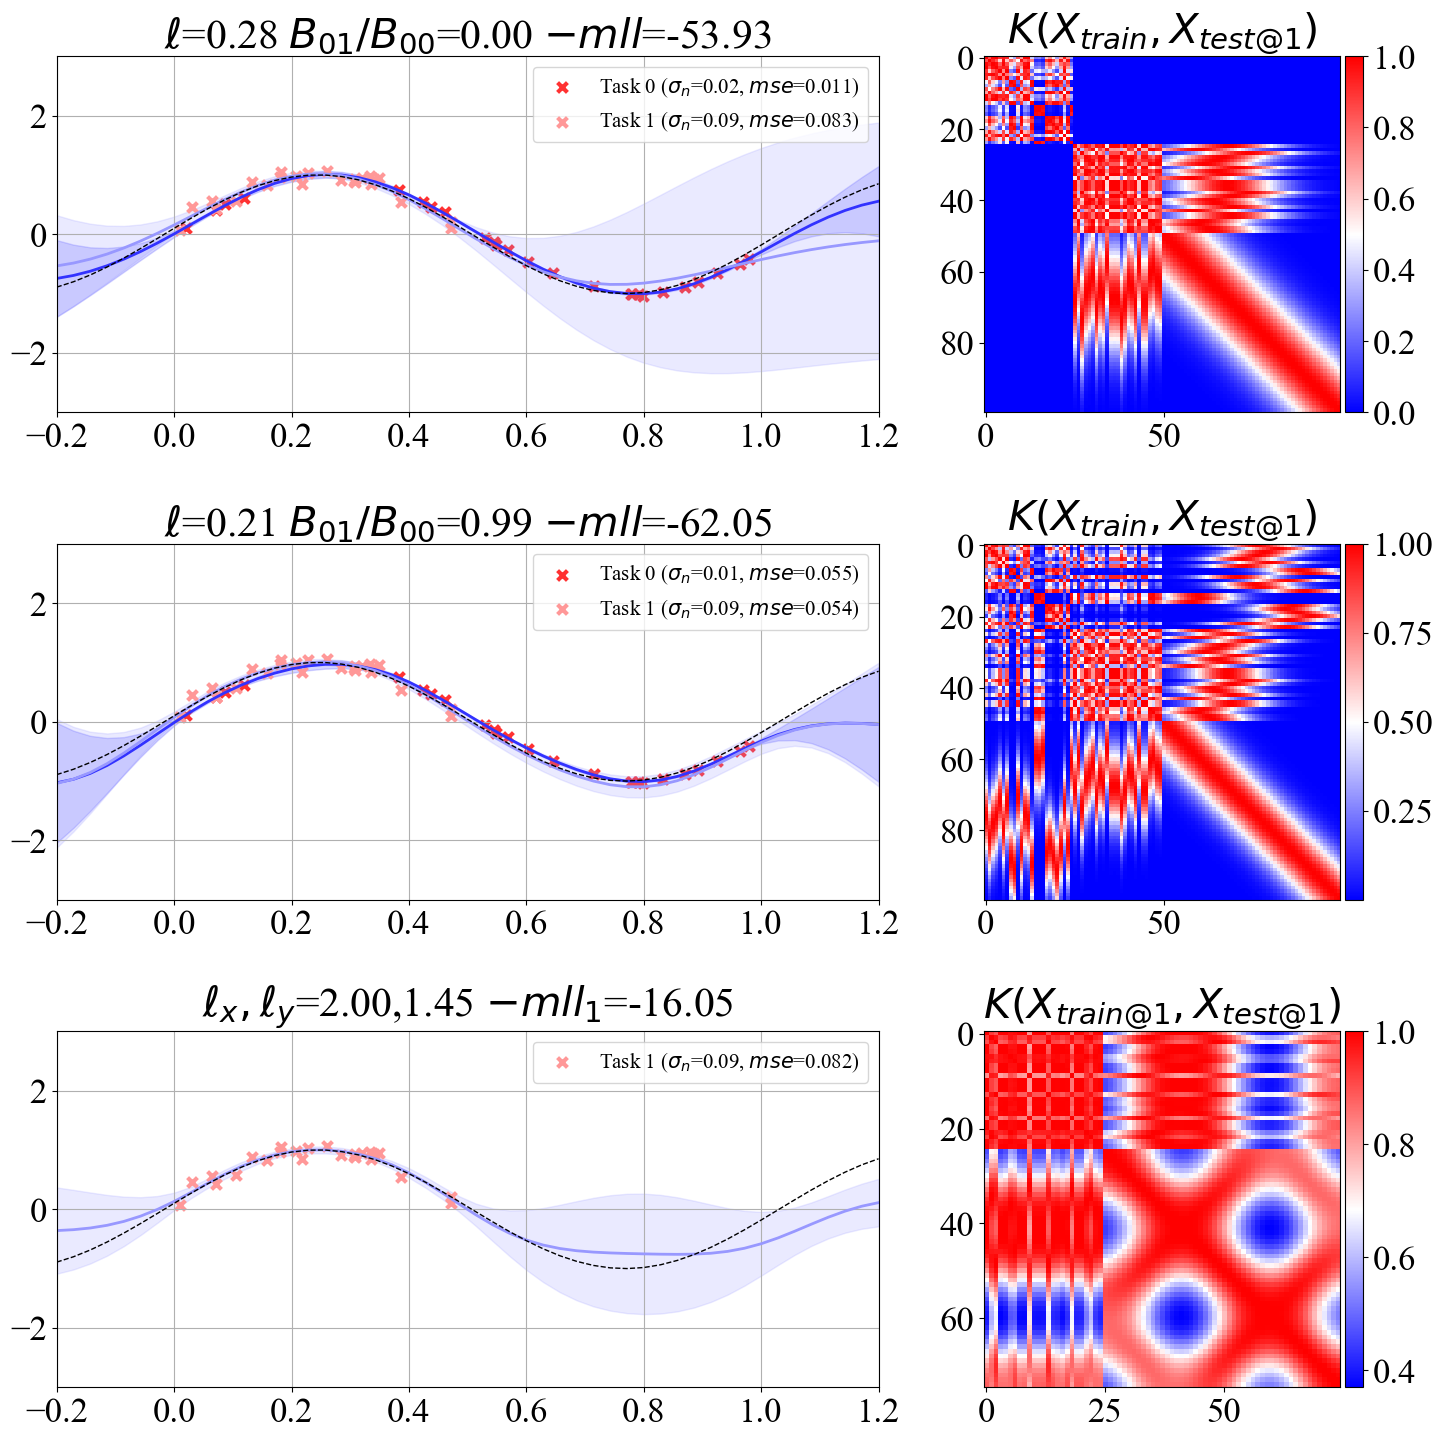 ℓ=0.28 B₀₁/B₀₀=0.00 −mll=-53.93
K(X_train, X_test@1)
Task 0 (σₙ=0.02, mse=0.011)
Task 1 (σₙ=0.09, mse=0.083)
2
0
−2
−0.2 0.0 0.2 0.4 0.6 0.8 1.0 1.2
0
20
40
60
80
0 50
1.0
0.8
0.6
0.4
0.2
0.0
ℓ=0.21 B₀₁/B₀₀=0.99 −mll=-62.05
K(X_train, X_test@1)
Task 0 (σₙ=0.01, mse=0.055)
Task 1 (σₙ=0.09, mse=0.054)
2
0
−2
−0.2 0.0 0.2 0.4 0.6 0.8 1.0 1.2
0
20
40
60
80
0 50
1.00
0.75
0.50
0.25
ℓₓ, ℓ_y=2.00,1.45 −mll₁=-16.05
K(X_train@1, X_test@1)
Task 1 (σₙ=0.09, mse=0.082)
2
0
−2
−0.2 0.0 0.2 0.4 0.6 0.8 1.0 1.2
0
20
40
60
0 25 50
1.0
0.8
0.6
0.4